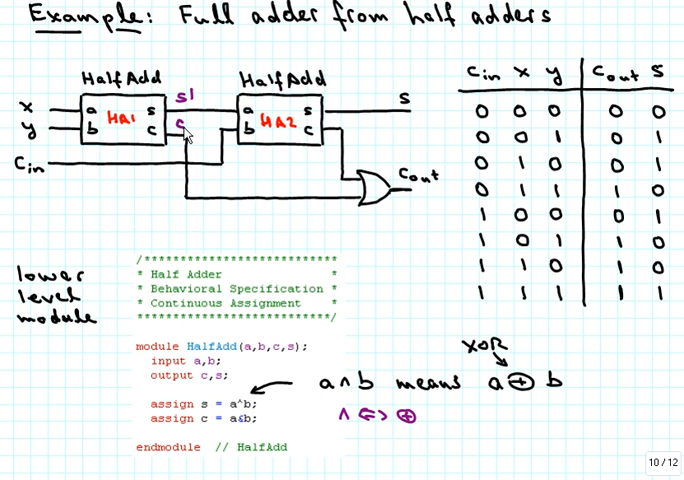 Example: Full adder from half adders
HalfAdd
HalfAdd
x
y
Cin
a
b
s
c
HA1
s1
c
a
b
s
c
HA2
s
Cout
Cin x y Cout s
0 0 0 0 0
0 0 1 0 1
0 1 0 0 1
0 1 1 1 0
1 0 0 0 1
1 0 1 1 0
1 1 0 1 0
1 1 1 1 1
lower
level
module
/***************************
* Half Adder *
* Behavioral Specification *
* Continuous Assignment *
***************************/
module HalfAdd(a,b,c,s);
input a,b;
output c,s;
assign s = a^b;
assign c = a&b;
endmodule // HalfAdd
XOR
a ^ b means a ⊕ b
^ <=> ⊕
10 / 12